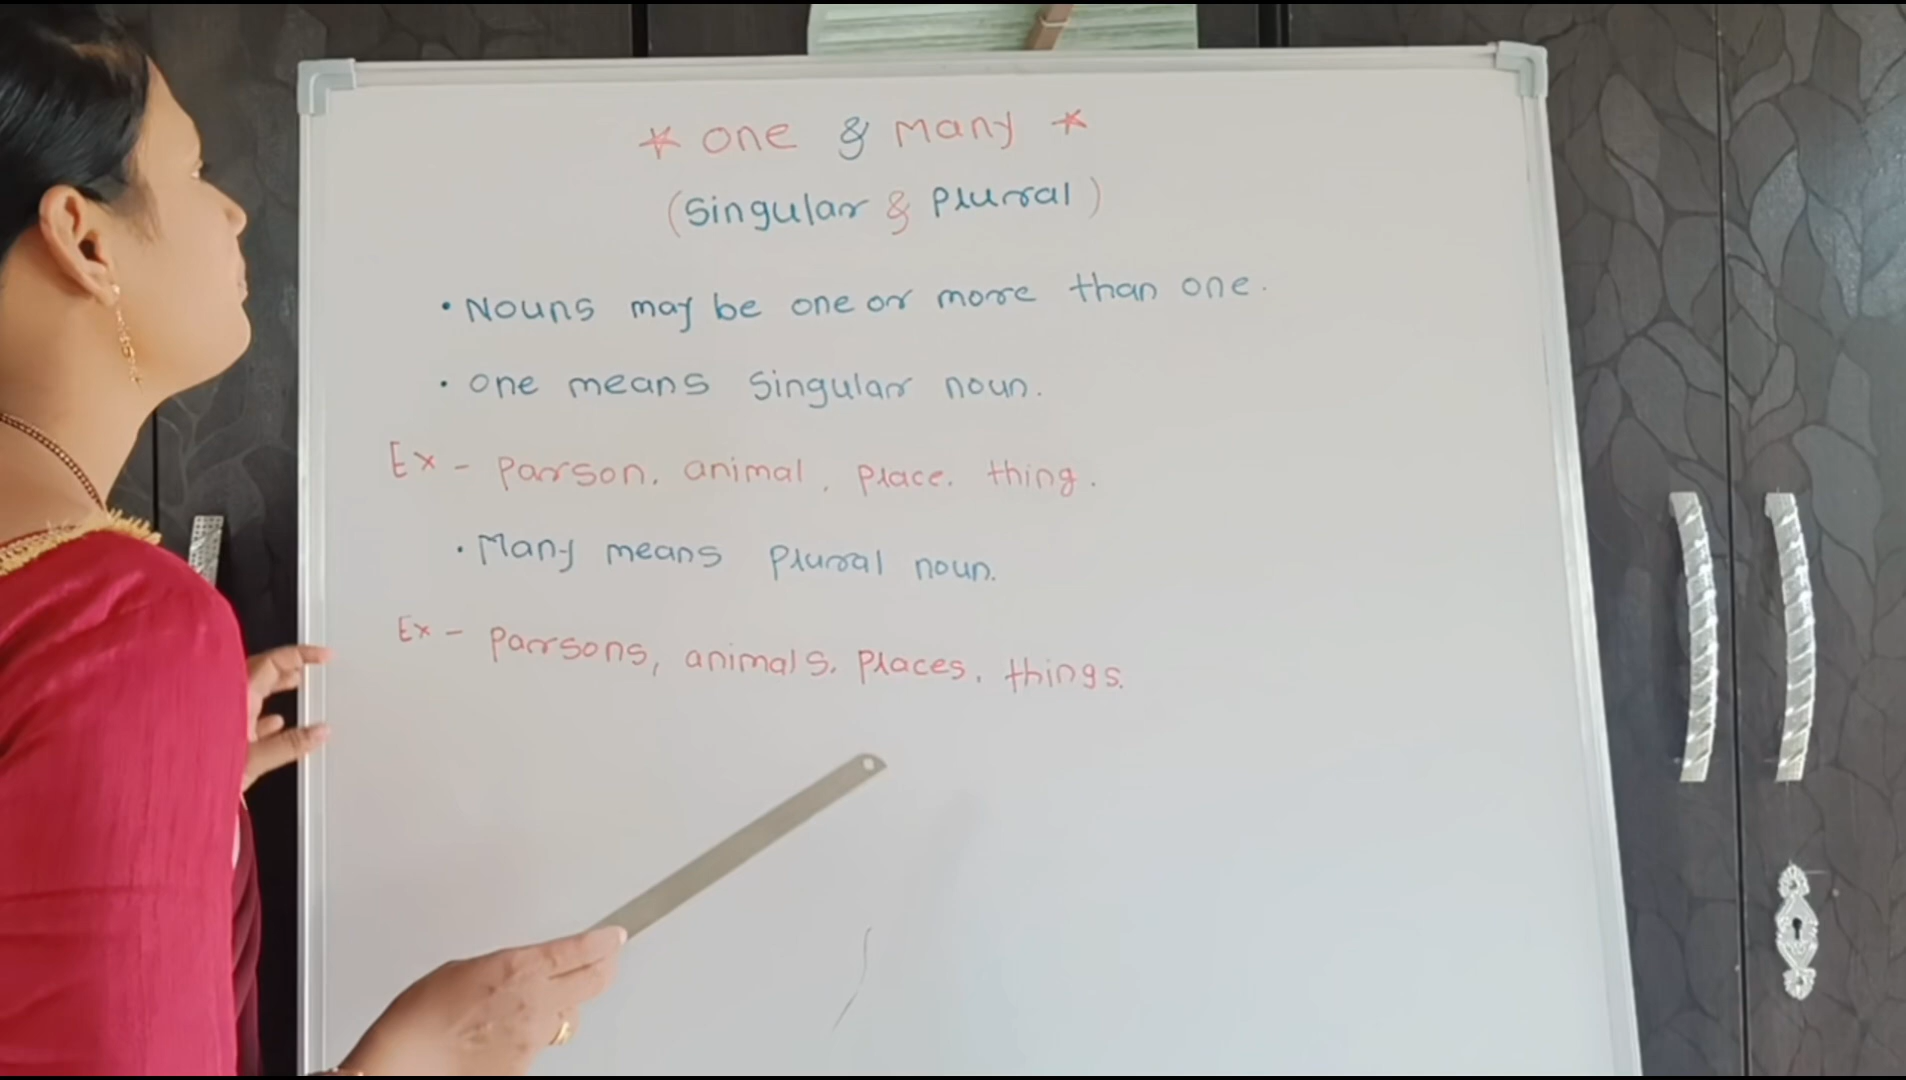 * One & Many *
(Singular & Plural)
• Nouns may be one or more than one.
• One means Singular noun.
Ex - Parson, animal, Place, thing.
• Many means Plural noun.
Ex - Parsons, animals, Places, things.